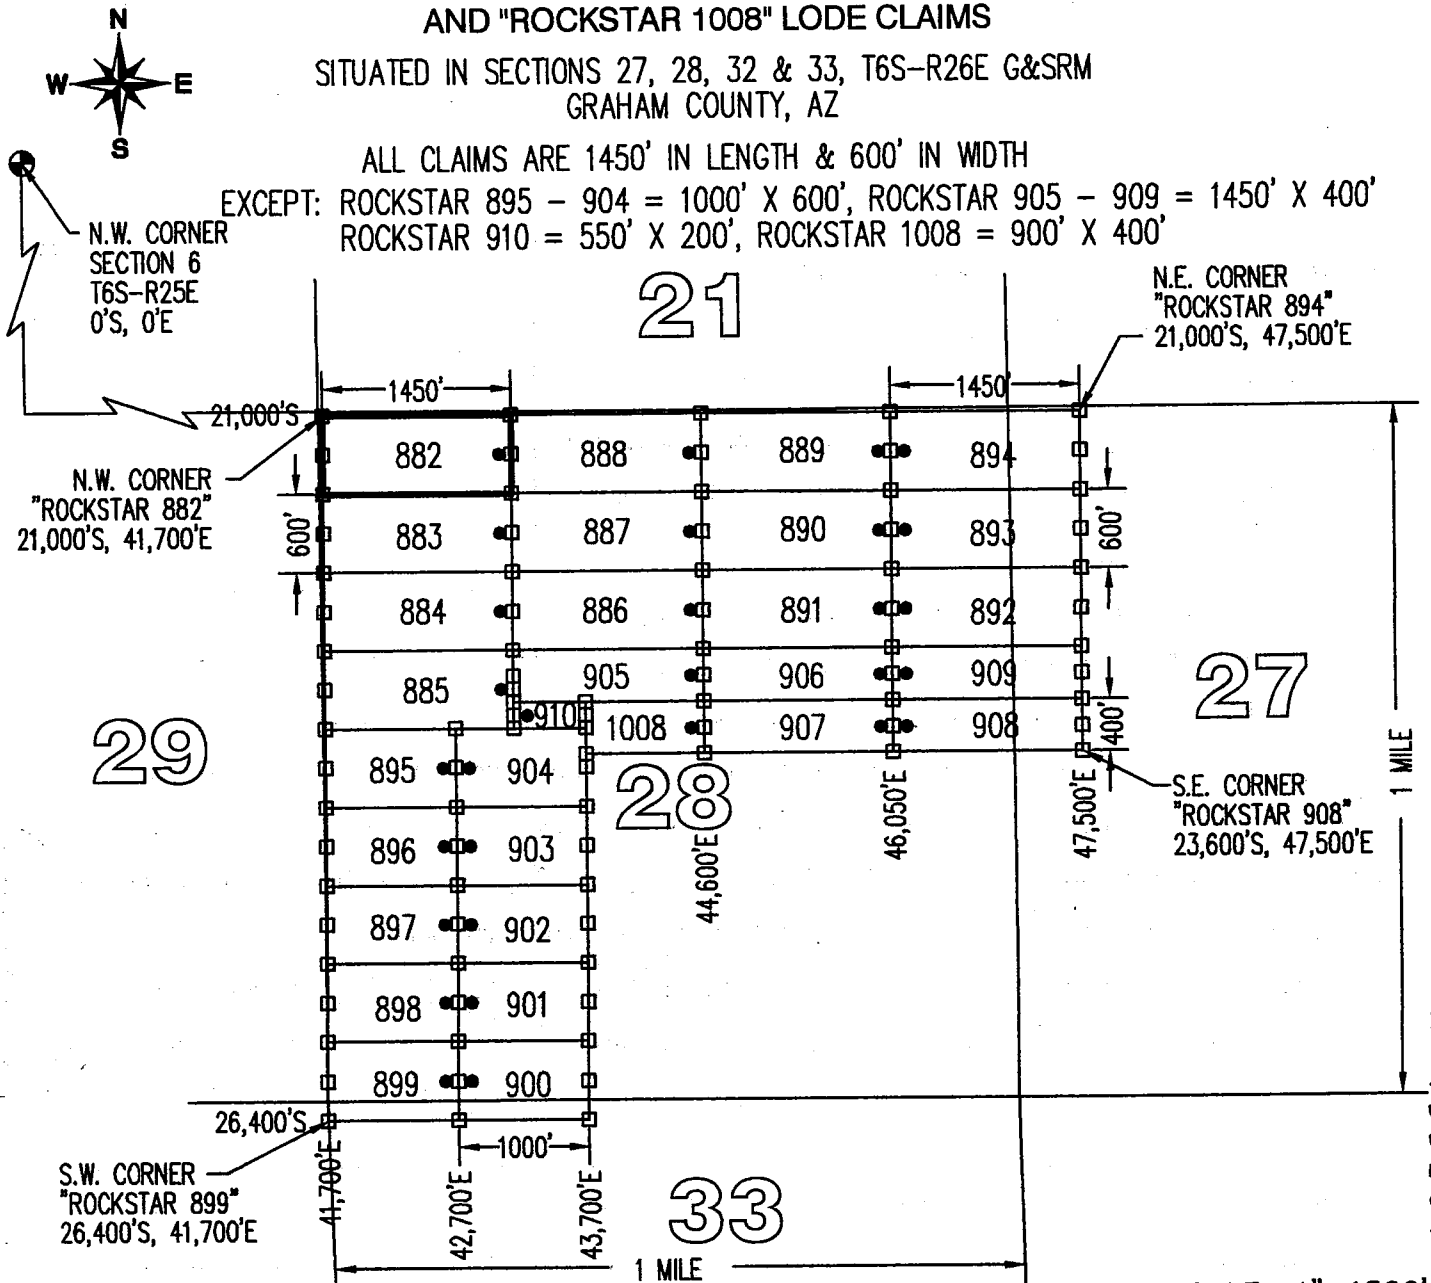 N
W
E
S
AND "ROCKSTAR 1008" LODE CLAIMS
SITUATED IN SECTIONS 27, 28, 32 & 33, T6S-R26E G&SRM
GRAHAM COUNTY, AZ
ALL CLAIMS ARE 1450' IN LENGTH & 600' IN WIDTH
EXCEPT: ROCKSTAR 895 - 904 = 1000' X 600', ROCKSTAR 905 - 909 = 1450' X 400'
ROCKSTAR 910 = 550' X 200', ROCKSTAR 1008 = 900' X 400'
N.W. CORNER
SECTION 6
T6S-R25E
0'S, 0'E
21
N.E. CORNER
"ROCKSTAR 894"
21,000'S, 47,500'E
1450'
1450'
21,000'S
N.W. CORNER
"ROCKSTAR 882"
21,000'S, 41,700'E
882
888
889
894
600'
883
887
890
893
600'
884
886
891
892
885
905
906
909
910
1008
907
908
400'
29
27
28
1 MILE
895
904
896
903
897
902
898
901
899
900
44,600'E
46,050'E
47,500'E
S.E. CORNER
"ROCKSTAR 908"
23,600'S, 47,500'E
26,400'S
1000'
S.W. CORNER
"ROCKSTAR 899"
26,400'S, 41,700'E
41,700'E
42,700'E
43,700'E
33
1 MILE